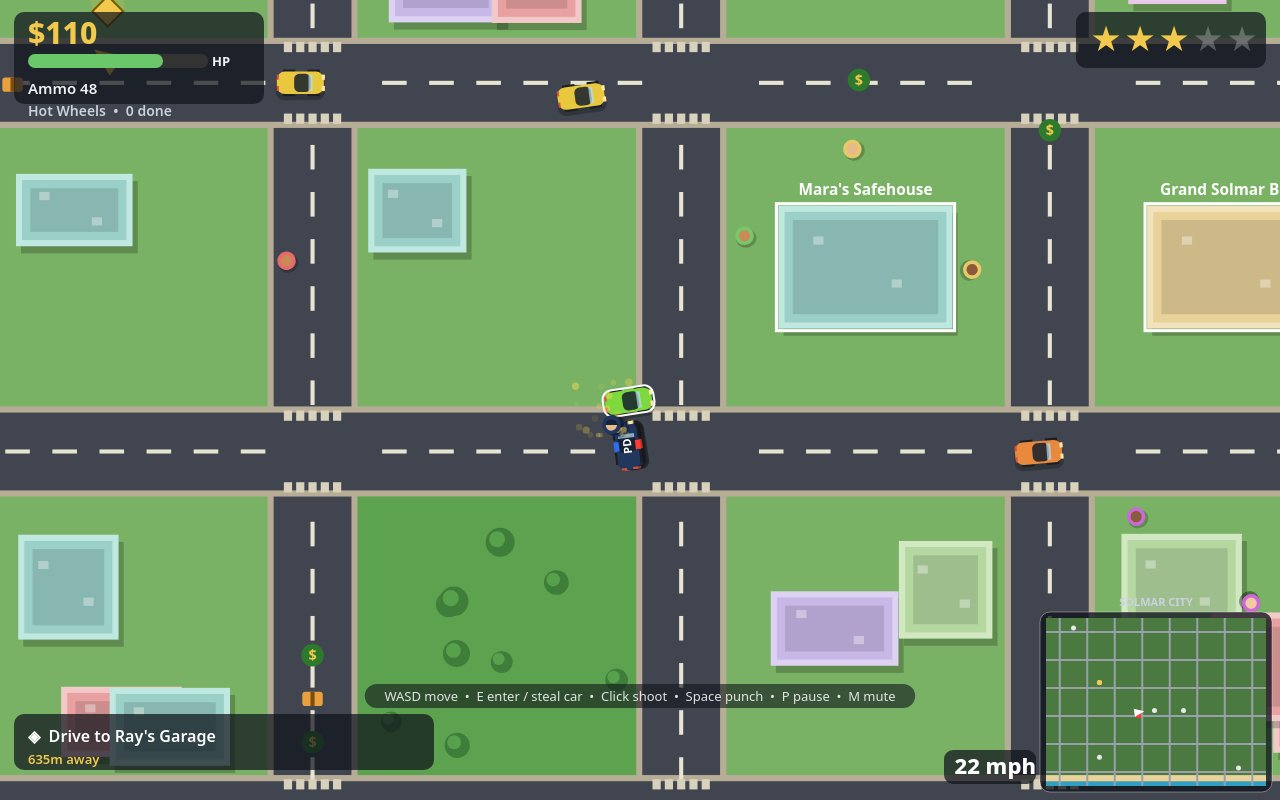 $110
HP
Ammo 48
Hot Wheels • 0 done
$
$
Mara's Safehouse
Grand Solmar B
PD
$
SOLMAR CITY
WASD move • E enter / steal car • Click shoot • Space punch • P pause • M mute
◈ Drive to Ray's Garage
$
635m away
22 mph